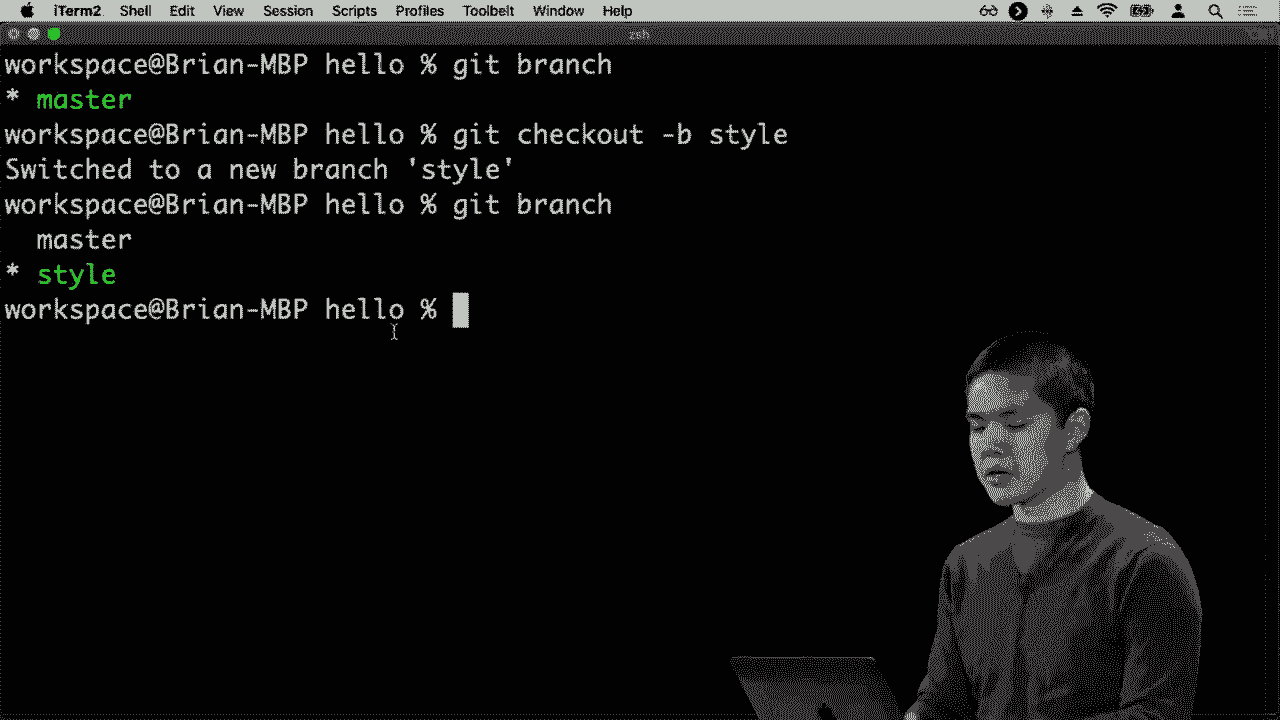 iTerm2 Shell Edit View Session Scripts Profiles Toolbelt Window Help
zsh
workspace@Brian-MBP hello % git branch
* master
workspace@Brian-MBP hello % git checkout -b style
Switched to a new branch 'style'
workspace@Brian-MBP hello % git branch
master
* style
workspace@Brian-MBP hello %